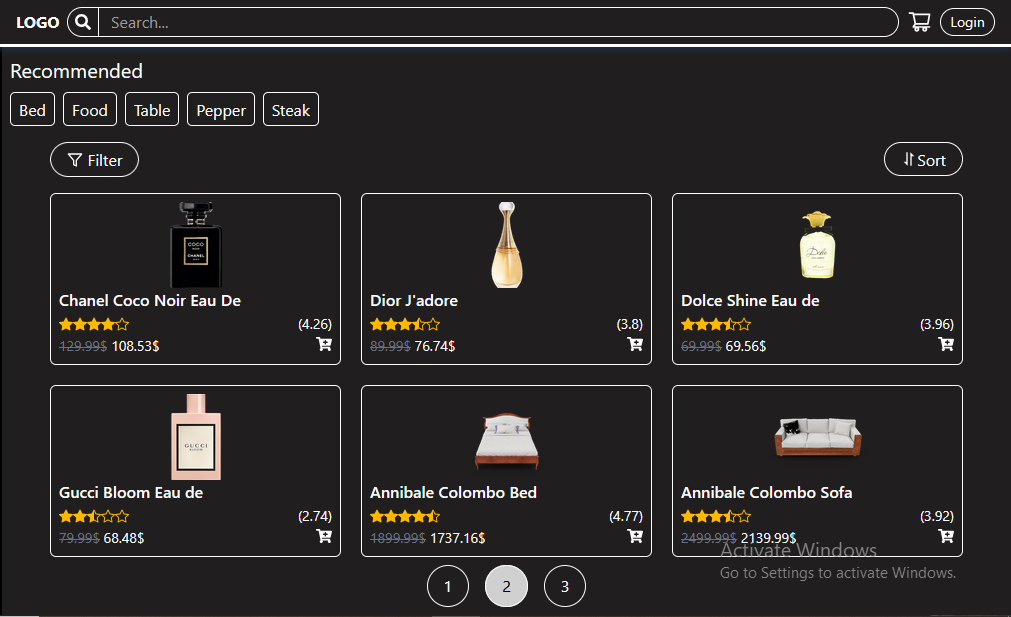 LOGO Search... Login
Recommended
Bed Food Table Pepper Steak
Filter Sort
COCO
NOIR
CHANEL
Dolce
Chanel Coco Noir Eau De
(4.26)
129.99$ 108.53$
Dior J'adore
(3.8)
89.99$ 76.74$
Dolce Shine Eau de
(3.96)
69.99$ 69.56$
GUCCI
BLOOM
Gucci Bloom Eau de
(2.74)
79.99$ 68.48$
Annibale Colombo Bed
(4.77)
1899.99$ 1737.16$
Annibale Colombo Sofa
(3.92)
2499.99$ 2139.99$
Activate Windows
Go to Settings to activate Windows.
1 2 3